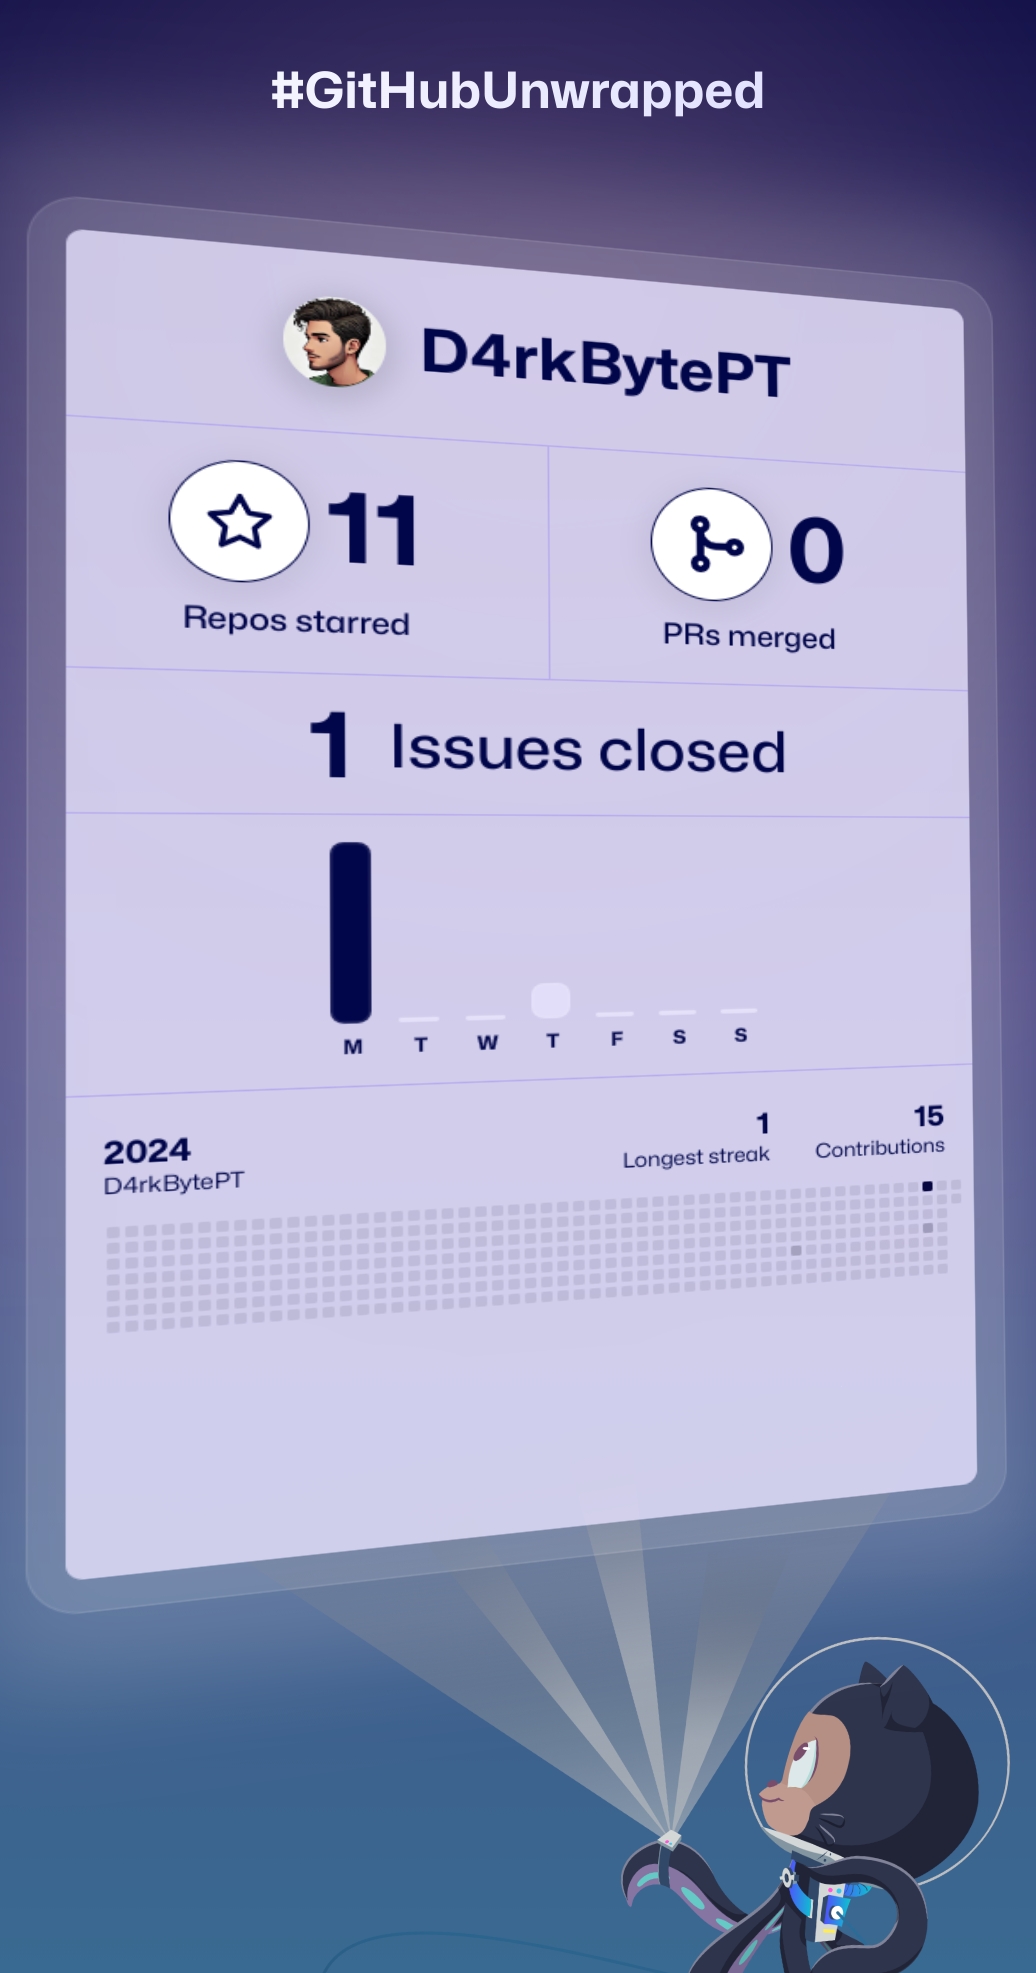 #GitHubUnwrapped
D4rkBytePT
11
Repos starred
0
PRs merged
1 Issues closed
M T W T F S S
2024
D4rkBytePT
1
Longest streak
15
Contributions